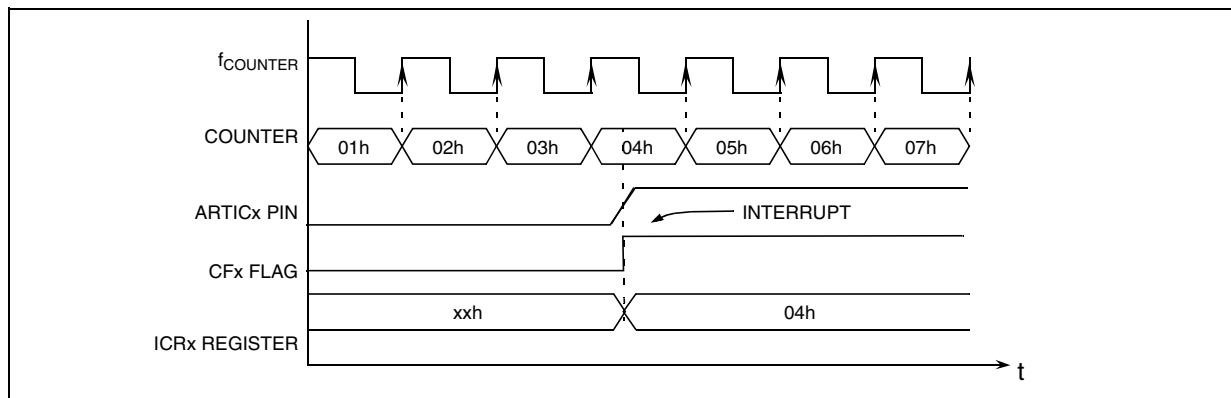 fCOUNTER
COUNTER
01h 02h 03h 04h 05h 06h 07h
ARTICx PIN
INTERRUPT
CFx FLAG
xxh 04h
ICRx REGISTER
t